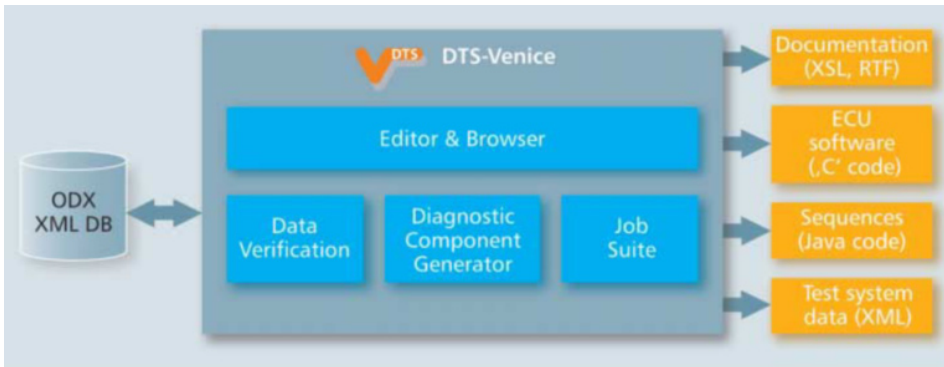 DTS
DTS-Venice
Editor & Browser
ODX
XML DB
Data
Verification
Diagnostic
Component
Generator
Job
Suite
Documentation
(XSL, RTF)
ECU
software
(‚C‘ code)
Sequences
(Java code)
Test system
data (XML)